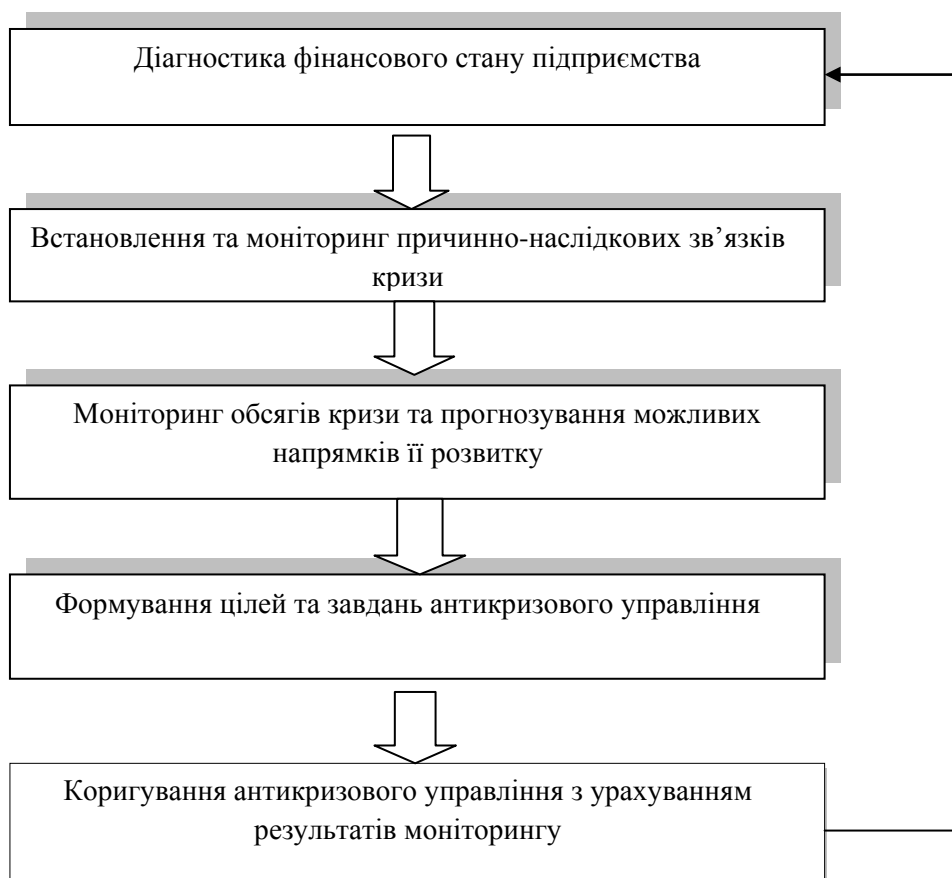 Діагностика фінансового стану підприємства
Встановлення та моніторинг причинно-наслідкових зв’язків
кризи
Моніторинг обсягів кризи та прогнозування можливих
напрямків її розвитку
Формування цілей та завдань антикризового управління
Коригування антикризового управління з урахуванням
результатів моніторингу